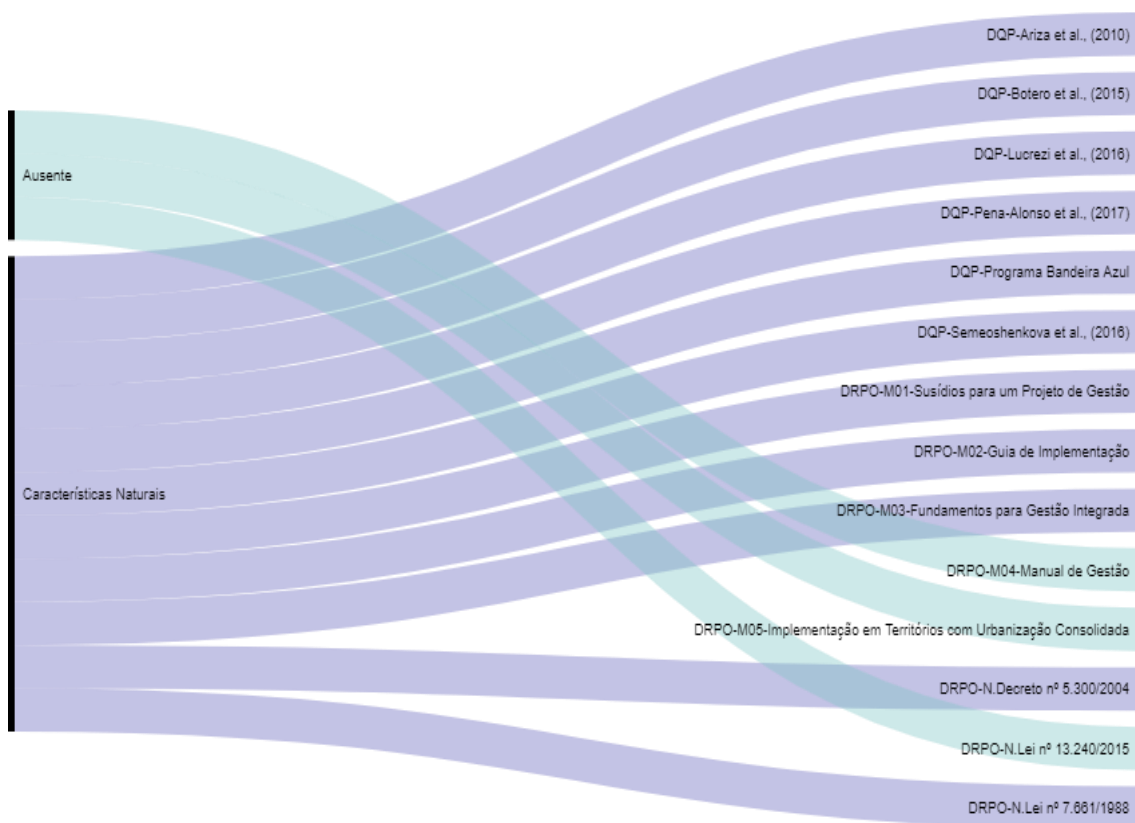 Ausente
Características Naturais
DQP-Ariza et al., (2010)
DQP-Botero et al., (2015)
DQP-Lucrezi et al., (2016)
DQP-Pena-Alonso et al., (2017)
DQP-Programa Bandeira Azul
DQP-Semeoshenkova et al., (2016)
DRPO-M01-Susídios para um Projeto de Gestão
DRPO-M02-Guia de Implementação
DRPO-M03-Fundamentos para Gestão Integrada
DRPO-M04-Manual de Gestão
DRPO-M05-Implementação em Territórios com Urbanização Consolidada
DRPO-N.Decreto nº 5.300/2004
DRPO-N.Lei nº 13.240/2015
DRPO-N.Lei nº 7.661/1988